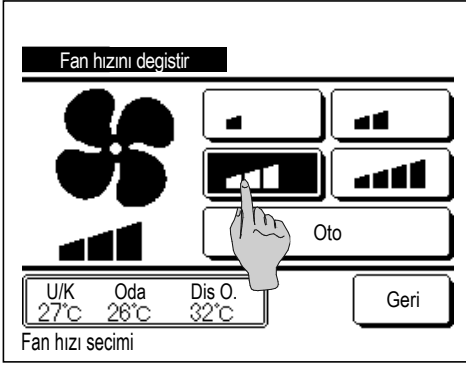 Fan hızını degistir
Oto
U/K Oda Dis O.
27°c 26°c 32°c
Geri
Fan hızı secimi